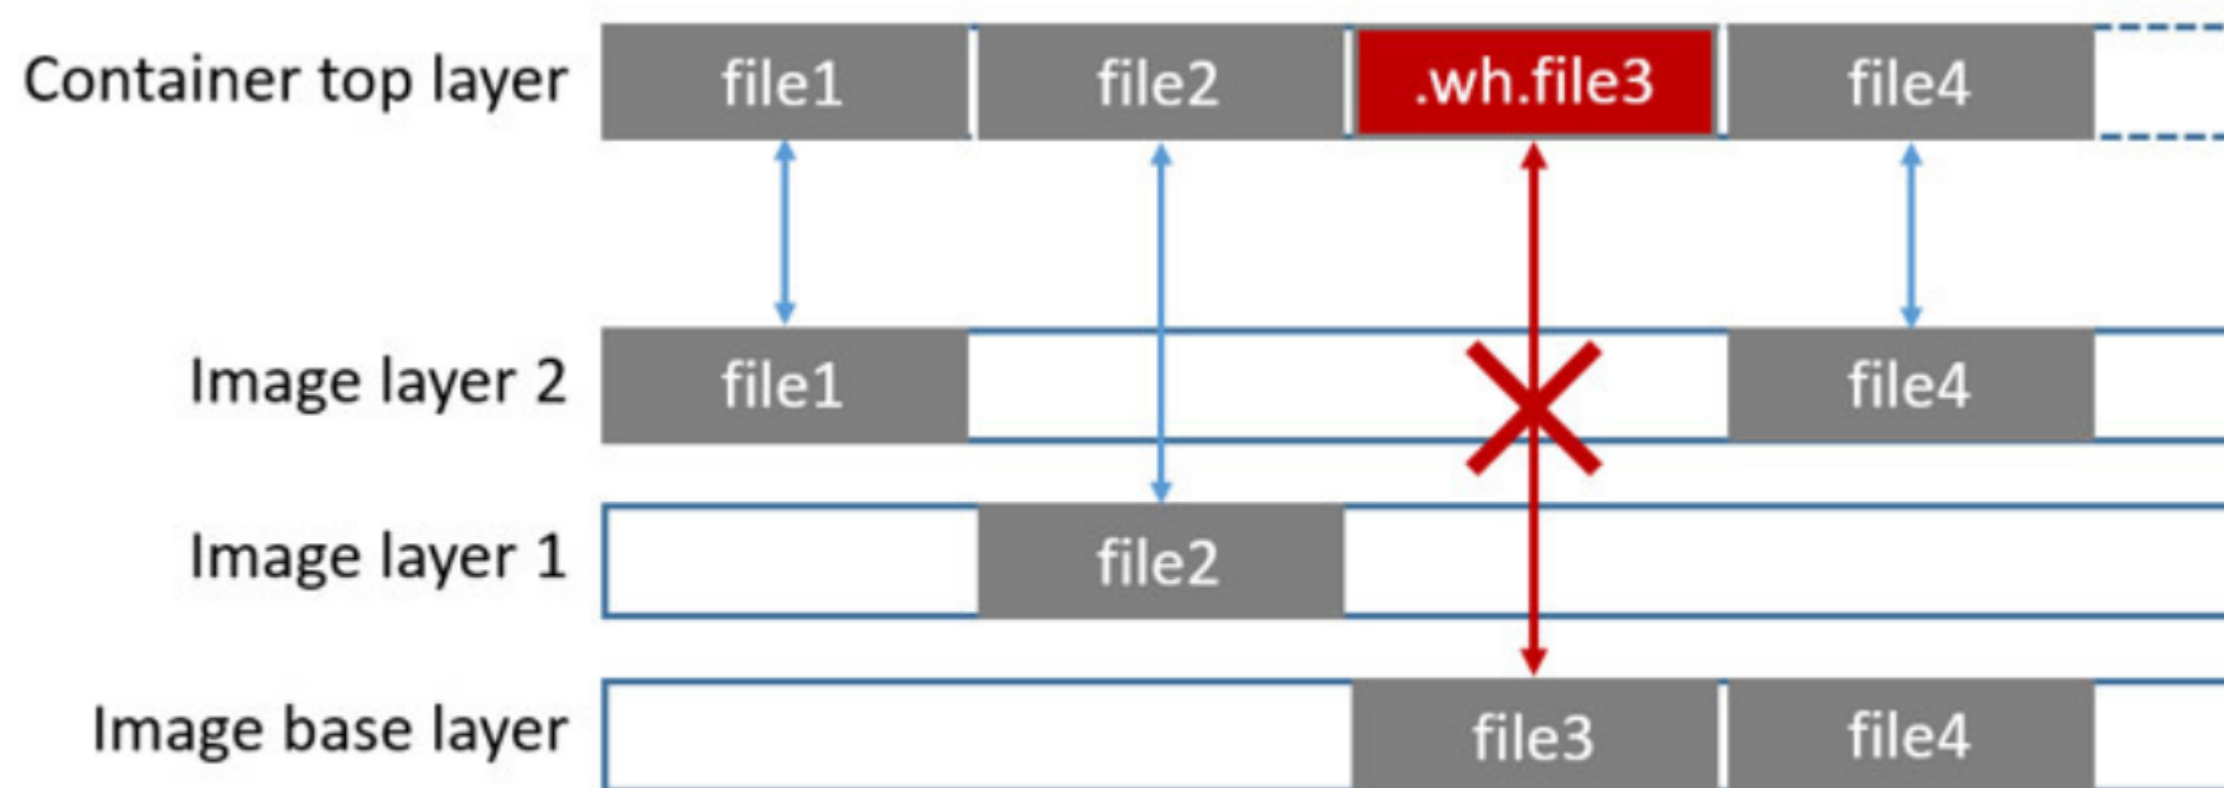 Container top layer file1 file2 .wh.file3 file4
Image layer 2 file1 file4
Image layer 1 file2
Image base layer file3 file4